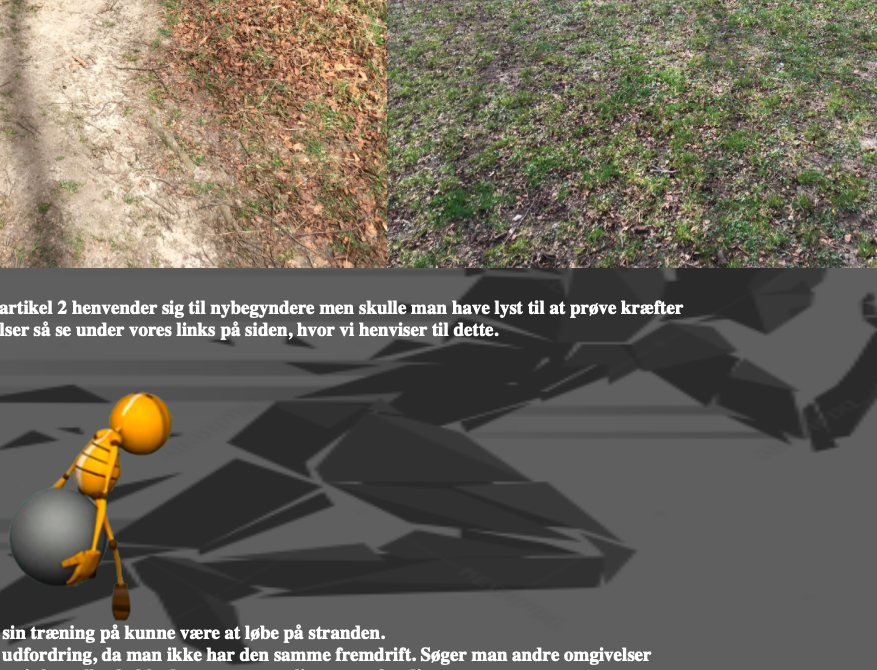 artikel 2 henvender sig til nybegyndere men skulle man have lyst til at prøve kræfter
lser så se under vores links på siden, hvor vi henviser til dette.
sin træning på kunne være at løbe på stranden.
udfordring, da man ikke har den samme fremdrift. Søger man andre omgivelser